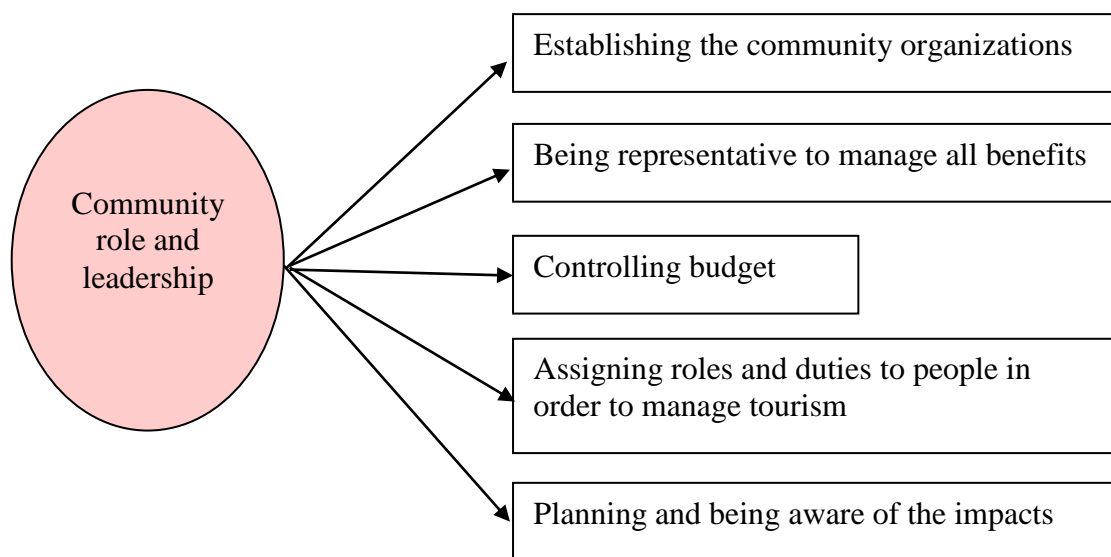 Community
role and
leadership
Establishing the community organizations
Being representative to manage all benefits
Controlling budget
Assigning roles and duties to people in
order to manage tourism
Planning and being aware of the impacts